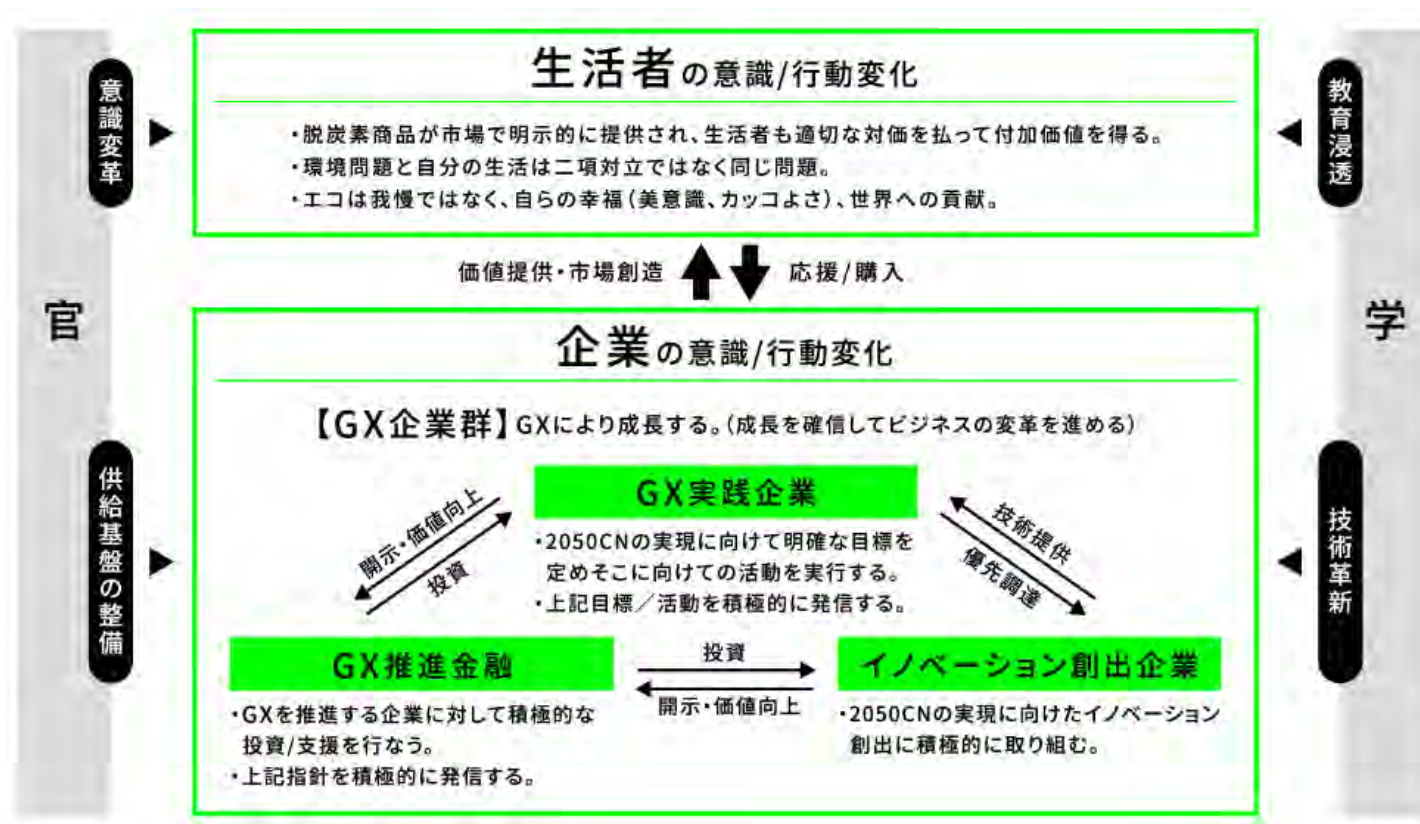 官
意識変革
供給基盤の整備
生活者の意識/行動変化
・脱炭素商品が市場で明示的に提供され、生活者も適切な対価を払って付加価値を得る。
・環境問題と自分の生活は二項対立ではなく同じ問題。
・エコは我慢ではなく、自らの幸福(美意識、カッコよさ)、世界への貢献。
価値提供・市場創造
応援/購入
企業の意識/行動変化
【GX企業群】GXにより成長する。(成長を確信してビジネスの変革を進める)
GX実践企業
・2050CNの実現に向けて明確な目標を
定めそこに向けての活動を実行する。
・上記目標/活動を積極的に発信する。
開示・価値向上
投資
技術提供
優先調達
GX推進金融
・GXを推進する企業に対して積極的な
投資/支援を行なう。
・上記指針を積極的に発信する。
投資
開示・価値向上
イノベーション創出企業
・2050CNの実現に向けたイノベーション
創出に積極的に取り組む。
教育浸透
学
技術革新